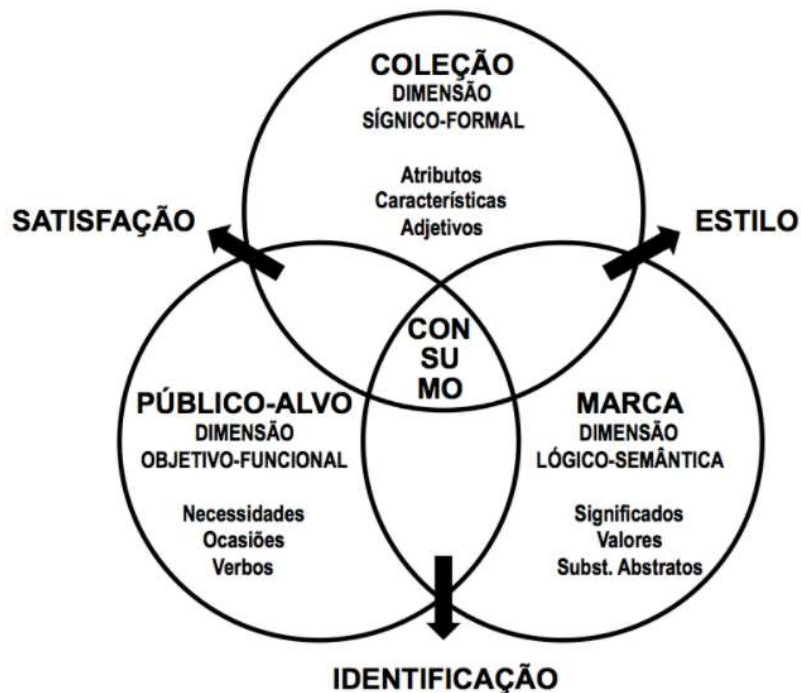 COLEÇÃO
DIMENSÃO
SÍGNICO-FORMAL
Atributos
Características
Adjetivos
SATISFAÇÃO
ESTILO
CON
SU
MO
PÚBLICO-ALVO
DIMENSÃO
OBJETIVO-FUNCIONAL
Necessidades
Ocasiões
Verbos
MARCA
DIMENSÃO
LÓGICO-SEMÂNTICA
Significados
Valores
Subst. Abstratos
IDENTIFICAÇÃO